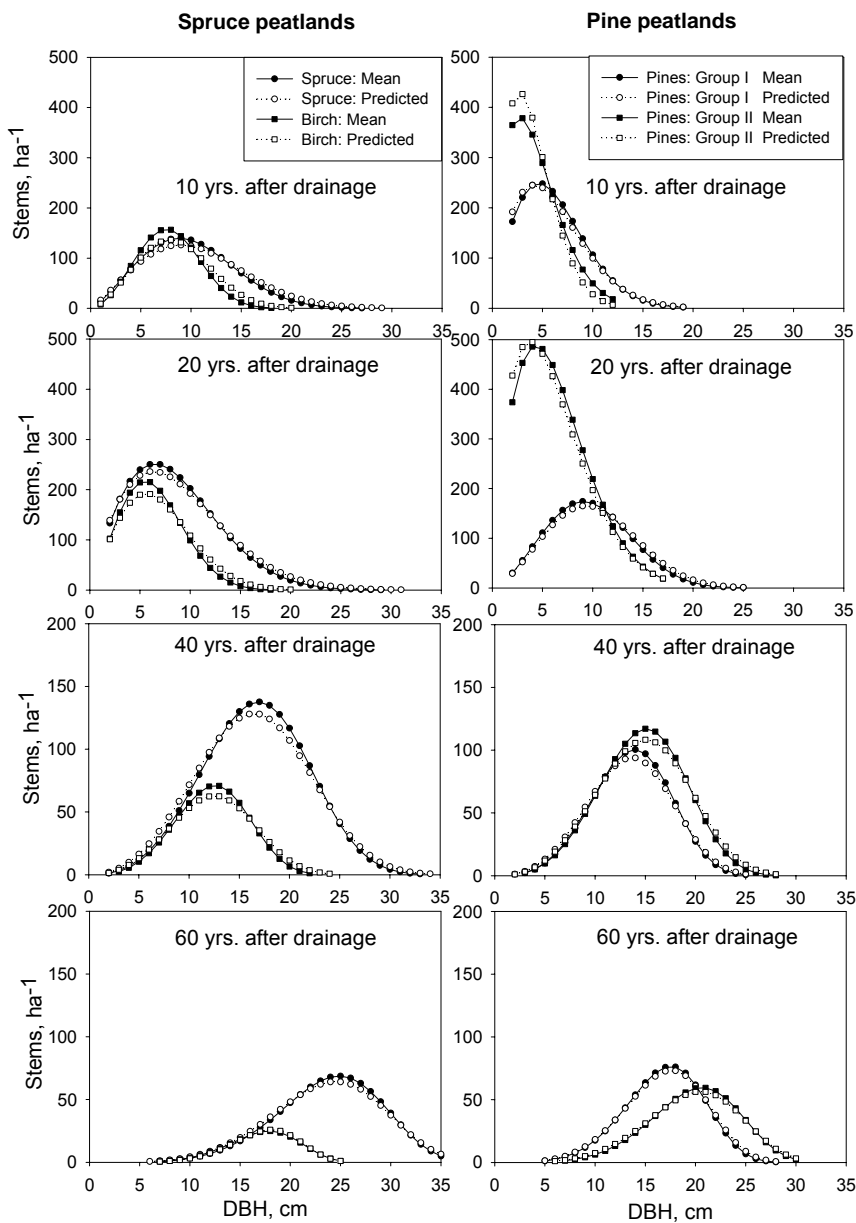 Spruce peatlands
Pine peatlands
500
400
300
200
100
0
Stems, ha-1
Spruce: Mean
Spruce: Predicted
Birch: Mean
Birch: Predicted
10 yrs. after drainage
0 5 10 15 20 25 30 35
500
400
300
200
100
0
Pines: Group I Mean
Pines: Group I Predicted
Pines: Group II Mean
Pines: Group II Predicted
10 yrs. after drainage
0 5 10 15 20 25 30 35
500
400
300
200
100
0
Stems, ha-1
20 yrs. after drainage
0 5 10 15 20 25 30 35
500
400
300
200
100
0
20 yrs. after drainage
0 5 10 15 20 25 30 35
200
150
100
50
0
Stems, ha-1
40 yrs. after drainage
0 5 10 15 20 25 30 35
200
150
100
50
0
40 yrs. after drainage
0 5 10 15 20 25 30 35
200
150
100
50
0
Stems, ha-1
60 yrs. after drainage
0 5 10 15 20 25 30 35
DBH, cm
200
150
100
50
0
60 yrs. after drainage
0 5 10 15 20 25 30 35
DBH, cm